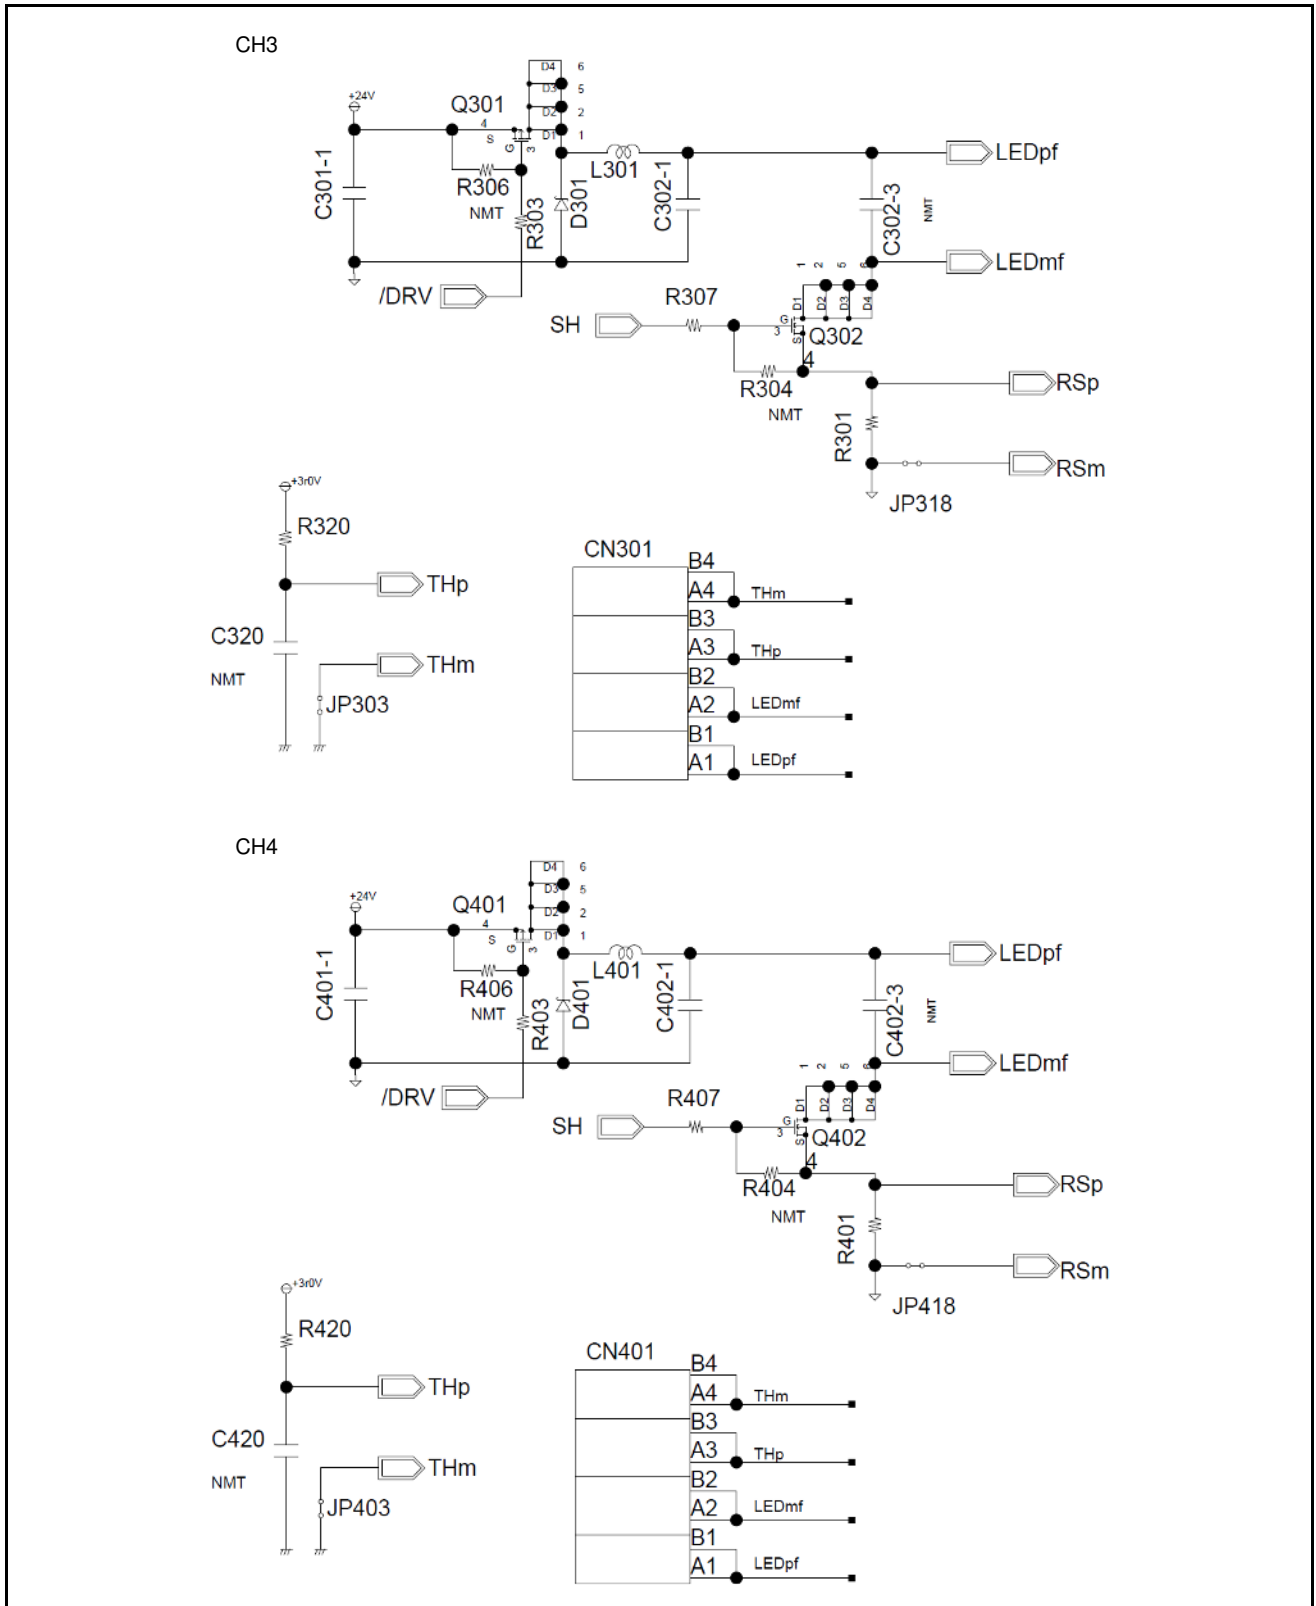 CH3
D4 6
D3 5
+24V
Q301
D2 2
4
D1 1
S
G
3
LEDpf
L301
C301-1
R306
NMT
R303
D301
C302-1
C302-3
NMT
LEDmf
1 2 5 6
/DRV
R307
D1 D2 D3 D4
SH
G
3
S
Q302
4
R304
NMT
RSp
R301
RSm
JP318
+3r0V
R320
THp
C320
NMT
THm
JP303
CN301
B4
A4 THm
B3
A3 THp
B2
A2 LEDmf
B1
A1 LEDpf
CH4
D4 6
D3 5
+24V
Q401
D2 2
4
D1 1
S
G
3
LEDpf
L401
C401-1
R406
NMT
R403
D401
C402-1
C402-3
NMT
LEDmf
1 2 5 6
/DRV
R407
D1 D2 D3 D4
SH
G
3
S
Q402
4
R404
NMT
RSp
R401
RSm
JP418
+3r0V
R420
THp
C420
NMT
THm
JP403
CN401
B4
A4 THm
B3
A3 THp
B2
A2 LEDmf
B1
A1 LEDpf